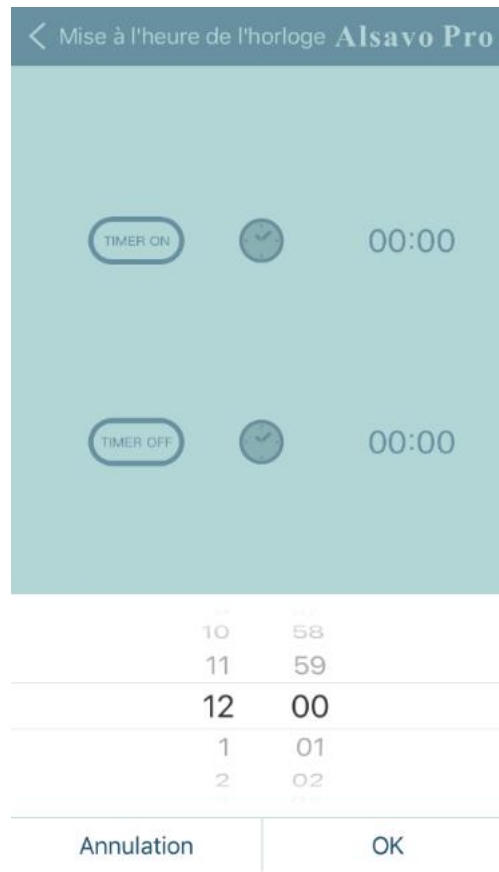 Mise à l'heure de l'horloge Alsavo Pro
TIMER ON 00:00
TIMER OFF 00:00
10 58
11 59
12 00
1 01
2 02
Annulation OK